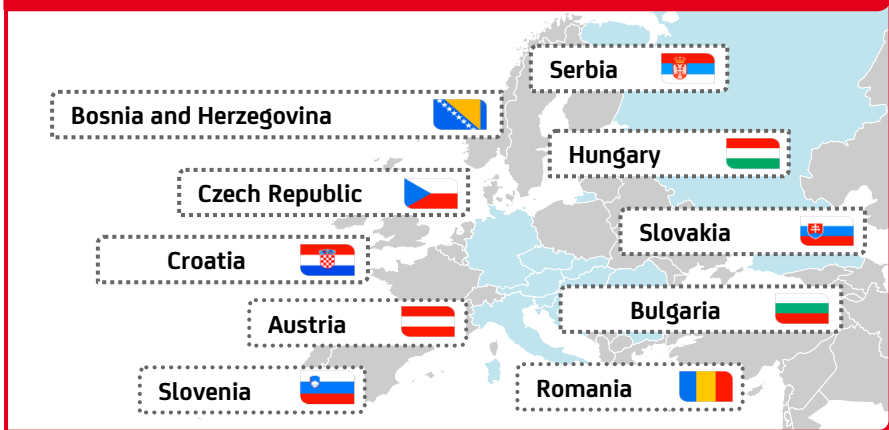 Serbia
Bosnia and Herzegovina
Hungary
Czech Republic
Slovakia
Croatia
Bulgaria
Austria
Romania
Slovenia